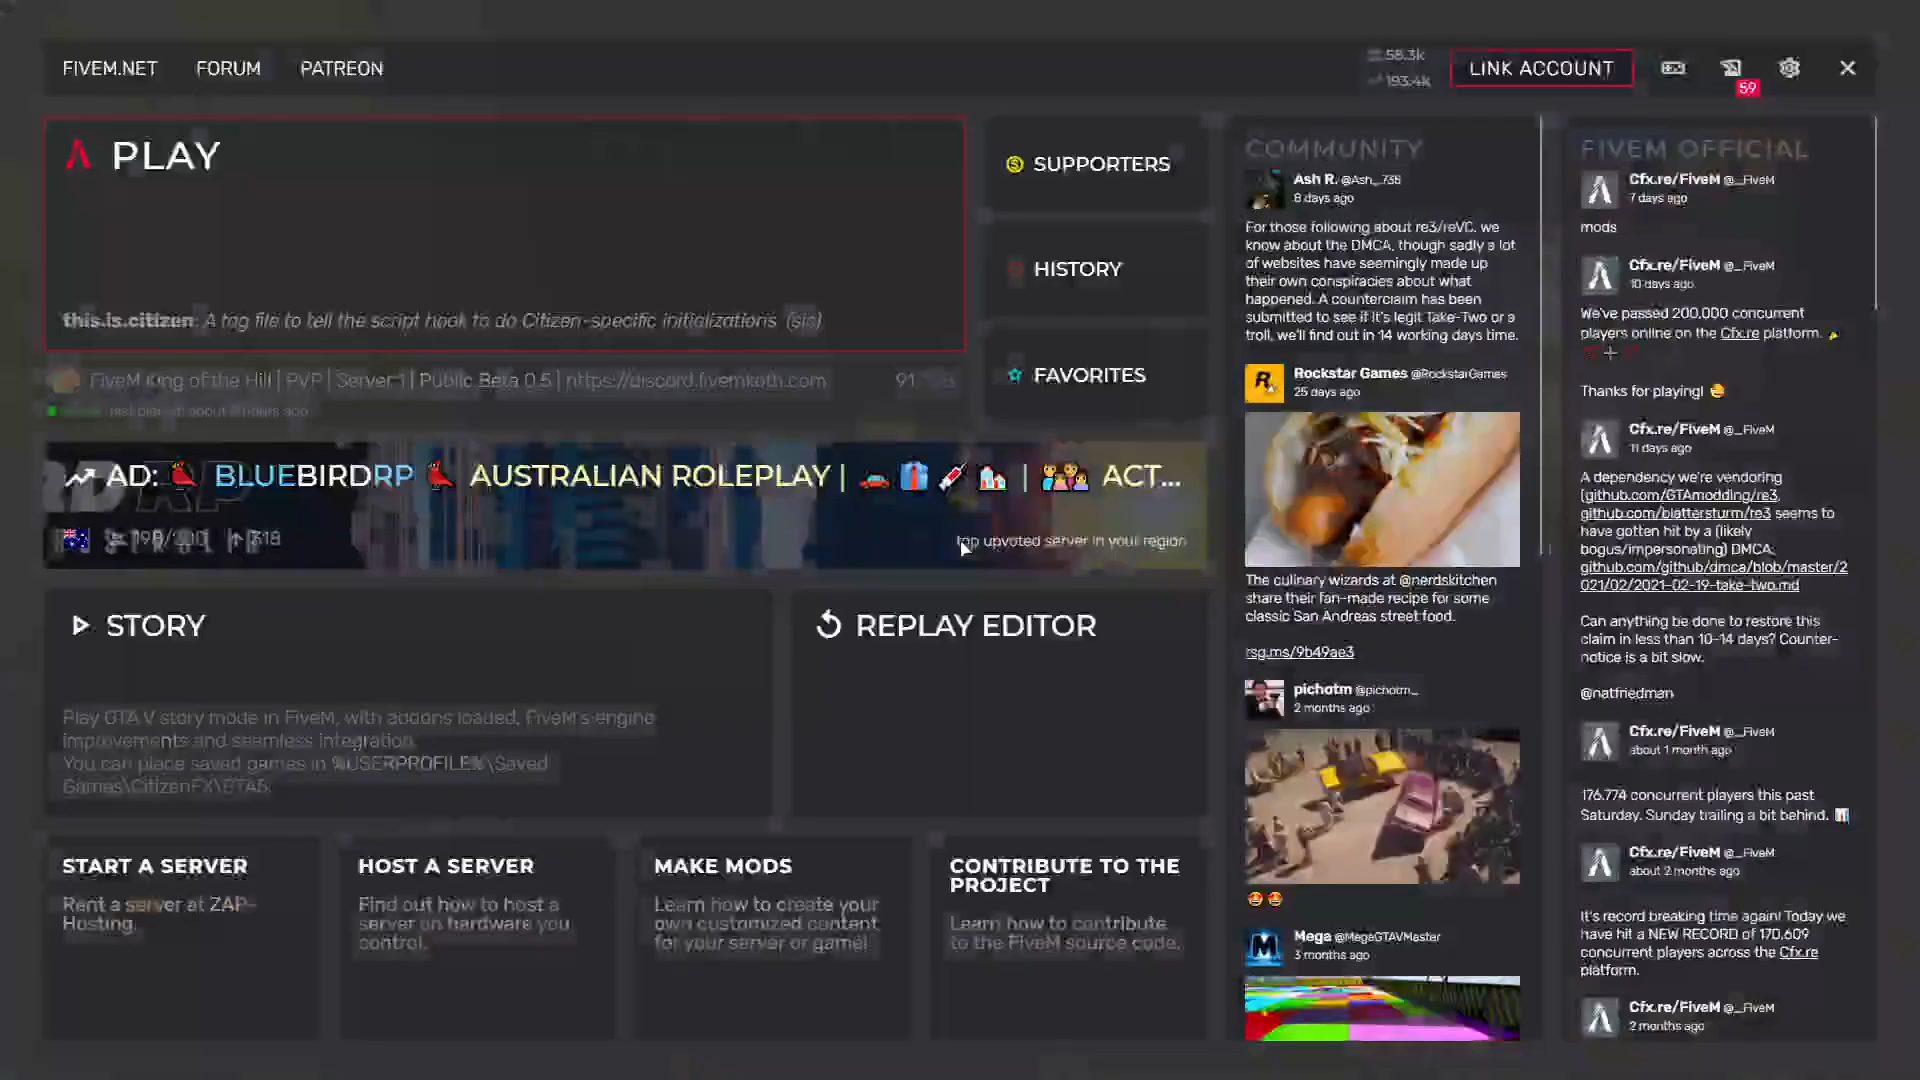 FIVEM.NET FORUM PATREON
58.3k
193.4k
LINK ACCOUNT
59
PLAY
this.is.citizen: A tag file to tell the script hook to do Citizen-specific initializations (sic)
FiveM King of the Hill | PVP | Server 1 | Public Beta 0.5 | https://discord.fivemkoth.com
91
last played about hours ago
SUPPORTERS
HISTORY
FAVORITES
AD: BLUEBIRDRP AUSTRALIAN ROLEPLAY | | ACT...
top upvoted server in your region
STORY
Play GTA V story mode in FiveM, with addons loaded, FiveM's engine
improvements and seamless integration.
You can place saved games in %USERPROFILE%\Saved
Games\CitizenFX\GTA5.
REPLAY EDITOR
START A SERVER
Rent a server at ZAP-
Hosting.
HOST A SERVER
Find out how to host a
server on hardware you
control.
MAKE MODS
Learn how to create your
own customized content
for your server or game!
CONTRIBUTE TO THE
PROJECT
Learn how to contribute
to the FiveM source code.
COMMUNITY
Ash R. @Ash_735
8 days ago
For those following about re3/reVC, we
know about the DMCA, though sadly a lot
of websites have seemingly made up
their own conspiracies about what
happened. A counterclaim has been
submitted to see if it's legit Take-Two or a
troll, we'll find out in 14 working days time.
Rockstar Games @RockstarGames
25 days ago
The culinary wizards at @nerdskitchen
share their fan-made recipe for some
classic San Andreas street food.
rsg.ms/9b49ae3
pichotm @pichotm_
2 months ago
Mega @MegaGTAVMaster
3 months ago
FIVEM OFFICIAL
Cfx.re/FiveM @_FiveM
7 days ago
mods
Cfx.re/FiveM @_FiveM
10 days ago
We've passed 200,000 concurrent
players online on the Cfx.re platform.
Thanks for playing!
Cfx.re/FiveM @_FiveM
11 days ago
A dependency we're vendoring
(github.com/GTAmodding/re3,
github.com/blattersturm/re3 seems to
have gotten hit by a (likely
bogus/impersonating) DMCA:
github.com/github/dmca/blob/master/2
021/02/2021-02-19-take-two.md
Can anything be done to restore this
claim in less than 10-14 days? Counter-
notice is a bit slow.
@natfriedman
Cfx.re/FiveM @_FiveM
about 1 month ago
176,774 concurrent players this past
Saturday. Sunday trailing a bit behind.
Cfx.re/FiveM @_FiveM
about 2 months ago
It's record breaking time again! Today we
have hit a NEW RECORD of 170,609
concurrent players across the Cfx.re
platform.
Cfx.re/FiveM @_FiveM
2 months ago